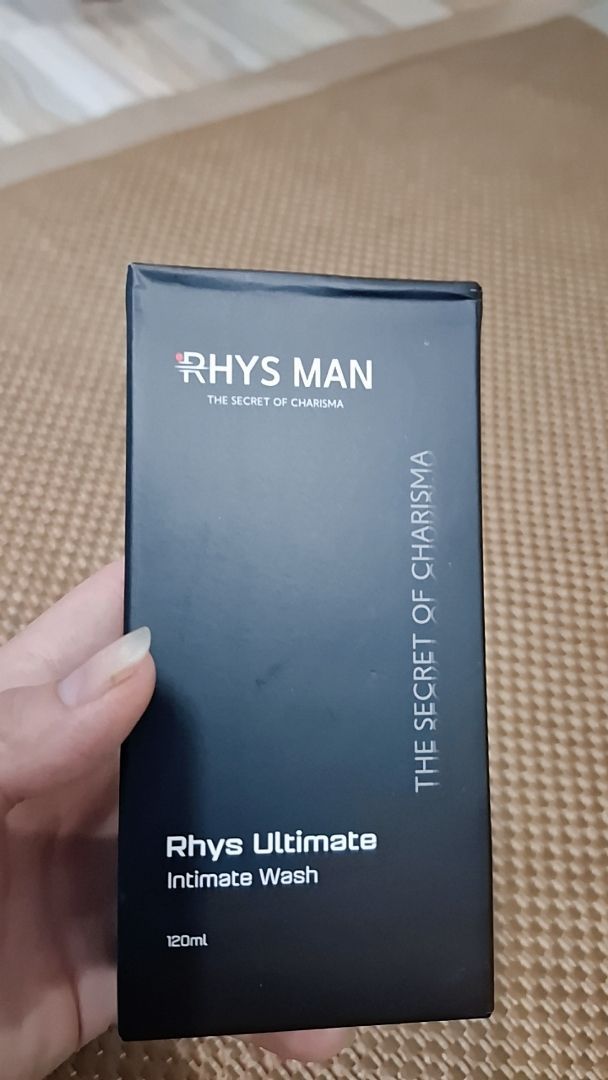 RHYS MAN
THE SECRET OF CHARISMA
THE SECRET OF CHARISMA
Rhys Ultimate
Intimate Wash
120ml